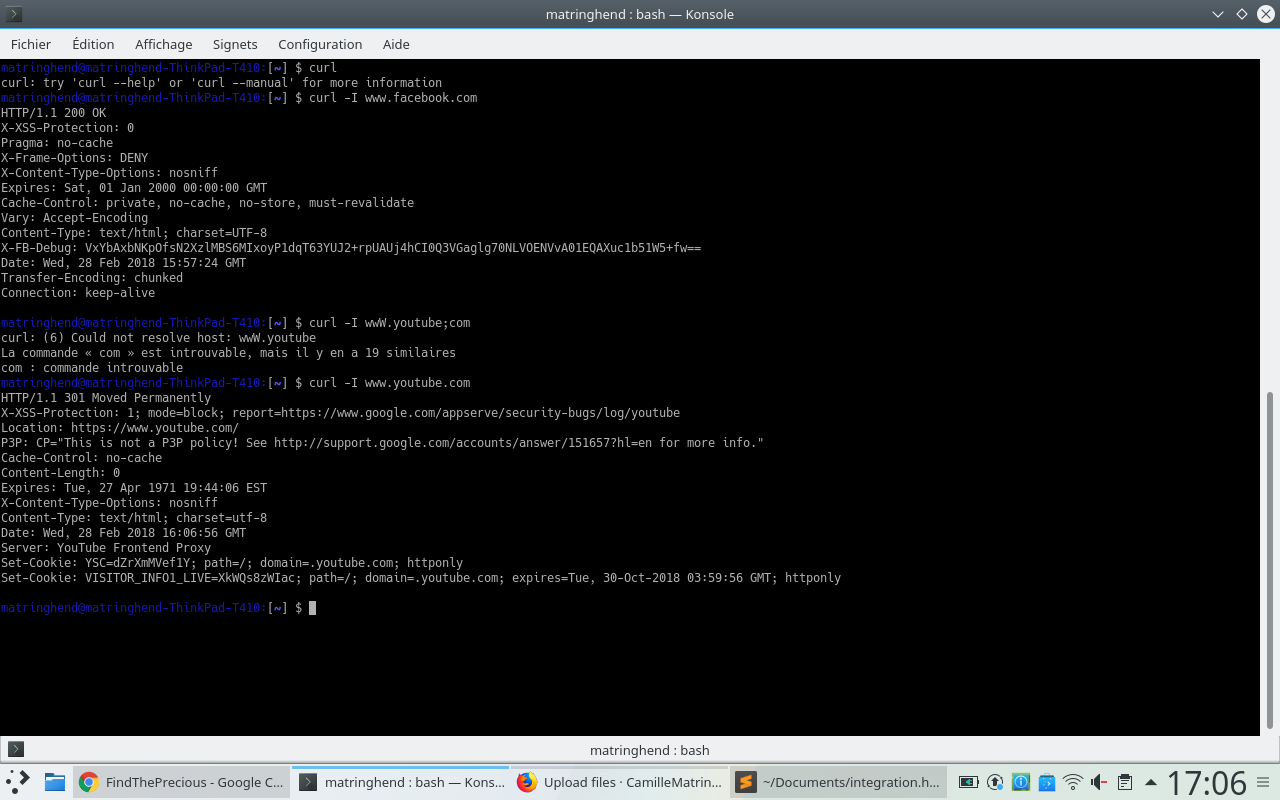 matringhend : bash — Konsole
Fichier Édition Affichage Signets Configuration Aide
matringhend@matringhend-ThinkPad-T410:[~] $ curl
curl: try 'curl --help' or 'curl --manual' for more information
matringhend@matringhend-ThinkPad-T410:[~] $ curl -I www.facebook.com
HTTP/1.1 200 OK
X-XSS-Protection: 0
Pragma: no-cache
X-Frame-Options: DENY
X-Content-Type-Options: nosniff
Expires: Sat, 01 Jan 2000 00:00:00 GMT
Cache-Control: private, no-cache, no-store, must-revalidate
Vary: Accept-Encoding
Content-Type: text/html; charset=UTF-8
X-FB-Debug: VxYbAxbNKpOfsN2XzlMBS6MIxoyP1dqT63YUJ2+rpUAUj4hCI0Q3VGaglg70NLVOENVvA01EQAXuc1b51W5+fw==
Date: Wed, 28 Feb 2018 15:57:24 GMT
Transfer-Encoding: chunked
Connection: keep-alive
matringhend@matringhend-ThinkPad-T410:[~] $ curl -I wwW.youtube;com
curl: (6) Could not resolve host: wwW.youtube
La commande « com » est introuvable, mais il y en a 19 similaires
com : commande introuvable
matringhend@matringhend-ThinkPad-T410:[~] $ curl -I www.youtube.com
HTTP/1.1 301 Moved Permanently
X-XSS-Protection: 1; mode=block; report=https://www.google.com/appserve/security-bugs/log/youtube
Location: https://www.youtube.com/
P3P: CP="This is not a P3P policy! See http://support.google.com/accounts/answer/151657?hl=en for more info."
Cache-Control: no-cache
Content-Length: 0
Expires: Tue, 27 Apr 1971 19:44:06 EST
X-Content-Type-Options: nosniff
Content-Type: text/html; charset=utf-8
Date: Wed, 28 Feb 2018 16:06:56 GMT
Server: YouTube Frontend Proxy
Set-Cookie: YSC=dZrXmMVef1Y; path=/; domain=.youtube.com; httponly
Set-Cookie: VISITOR_INFO1_LIVE=XkWQs8zWIac; path=/; domain=.youtube.com; expires=Tue, 30-Oct-2018 03:59:56 GMT; httponly
matringhend@matringhend-ThinkPad-T410:[~] $
matringhend : bash
FindThePrecious - Google C... matringhend : bash — Kons... Upload files · CamilleMatrin... ~/Documents/integration.h... 17:06